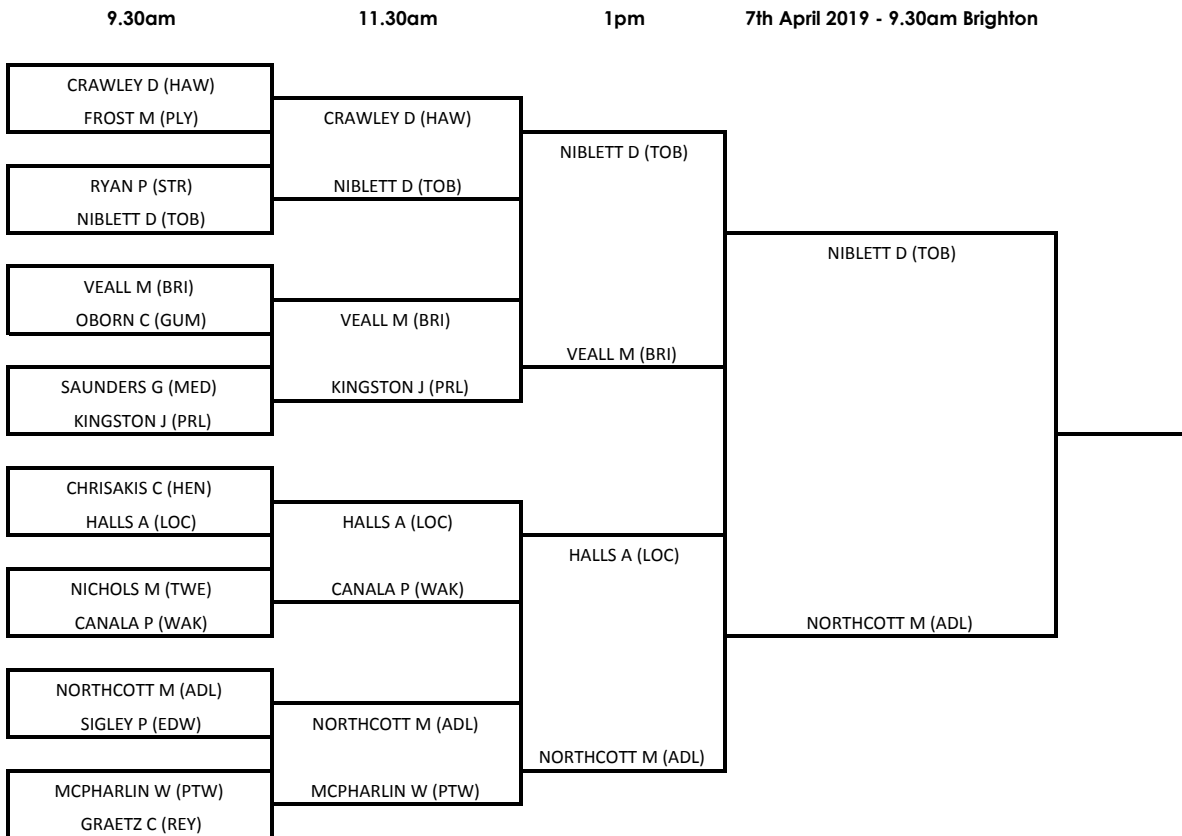 9.30am 11.30am 1pm 7th April 2019 - 9.30am Brighton
CRAWLEY D (HAW)
FROST M (PLY)
RYAN P (STR)
NIBLETT D (TOB)
VEALL M (BRI)
OBORN C (GUM)
SAUNDERS G (MED)
KINGSTON J (PRL)
CHRISAKIS C (HEN)
HALLS A (LOC)
NICHOLS M (TWE)
CANALA P (WAK)
NORTHCOTT M (ADL)
SIGLEY P (EDW)
MCPHARLIN W (PTW)
GRAETZ C (REY)
CRAWLEY D (HAW)
NIBLETT D (TOB)
VEALL M (BRI)
KINGSTON J (PRL)
HALLS A (LOC)
CANALA P (WAK)
NORTHCOTT M (ADL)
MCPHARLIN W (PTW)
NIBLETT D (TOB)
VEALL M (BRI)
HALLS A (LOC)
NORTHCOTT M (ADL)
NIBLETT D (TOB)
NORTHCOTT M (ADL)